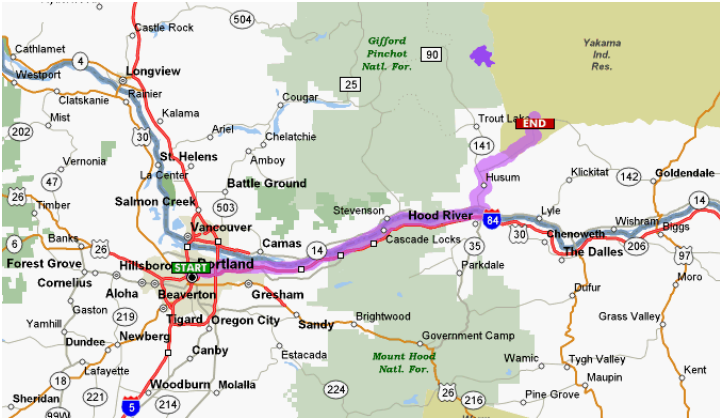 504
Castle Rock
Cathlamet
4
Westport
Longview
Rainier
Clatskanie
Gifford
Pinchot
Natl. For.
90
25
Yakama
Ind.
Res.
Cougar
Kalama
Mist
202
30
Ariel
Chelatchie
Amboy
Trout Lake
END
141
Vernonia
St. Helens
La Center
Battle Ground
47
26
Timber
Salmon Creek
503
Husum
Klickitat
142
Goldendale
Stevenson
Hood River
84
Lyle
14
Vancouver
Camas
14
6
Banks
26
Cascade Locks
35
30
Chenoweth
Wishram
206
Biggs
The Dalles
97
Forest Grove
Hillsboro
START
Portland
Cornelius
Aloha
Beaverton
Gresham
Parkdale
Dufur
Moro
Gaston
219
Tigard
Oregon City
Sandy
Brightwood
Yamhill
Newberg
Dundee
Government Camp
Grass Valley
Lafayette
Canby
Estacada
Mount Hood
Natl. For.
Wamic
Tygh Valley
18
Woodburn
Molalla
224
26
216
Maupin
Kent
Sheridan
221
99W
5
214
Pine Grove